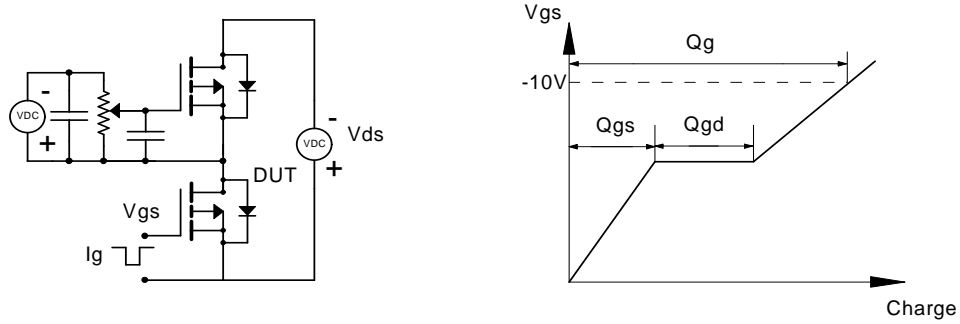 -
VDC
+
-
Vds
VDC
+
DUT
Vgs
Ig
Vgs
Qg
-10V
Qgs
Qgd
Charge